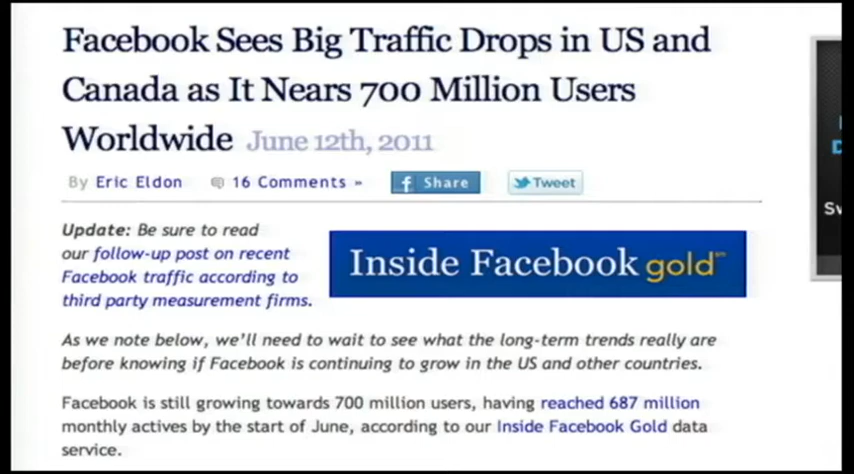 Facebook Sees Big Traffic Drops in US and
Canada as It Nears 700 Million Users
Worldwide June 12th, 2011
By Eric Eldon 16 Comments »
f Share
Tweet
Update: Be sure to read
our follow-up post on recent
Facebook traffic according to
third party measurement firms.
Inside Facebook gold
As we note below, we'll need to wait to see what the long-term trends really are
before knowing if Facebook is continuing to grow in the US and other countries.
Facebook is still growing towards 700 million users, having reached 687 million
monthly actives by the start of June, according to our Inside Facebook Gold data
service.